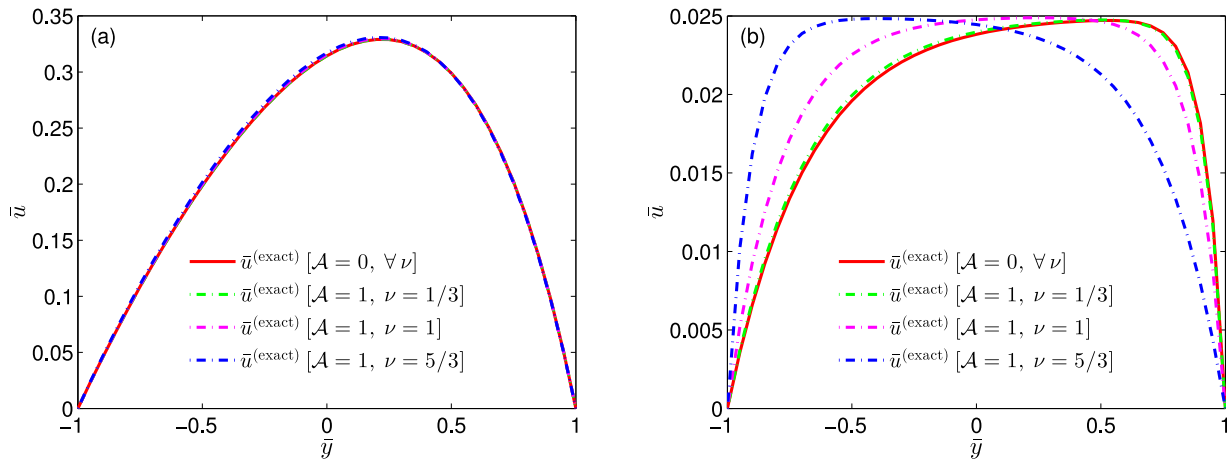 (a)
0.35
0.3
0.25
0.2
0.15
0.1
0.05
0
ū
ū(exact) [𝒜 = 0, ∀ ν]
ū(exact) [𝒜 = 1, ν = 1/3]
ū(exact) [𝒜 = 1, ν = 1]
ū(exact) [𝒜 = 1, ν = 5/3]
−1 −0.5 0 0.5 1
ȳ
(b)
0.025
0.02
0.015
0.01
0.005
0
ū
ū(exact) [𝒜 = 0, ∀ ν]
ū(exact) [𝒜 = 1, ν = 1/3]
ū(exact) [𝒜 = 1, ν = 1]
ū(exact) [𝒜 = 1, ν = 5/3]
−1 −0.5 0 0.5 1
ȳ